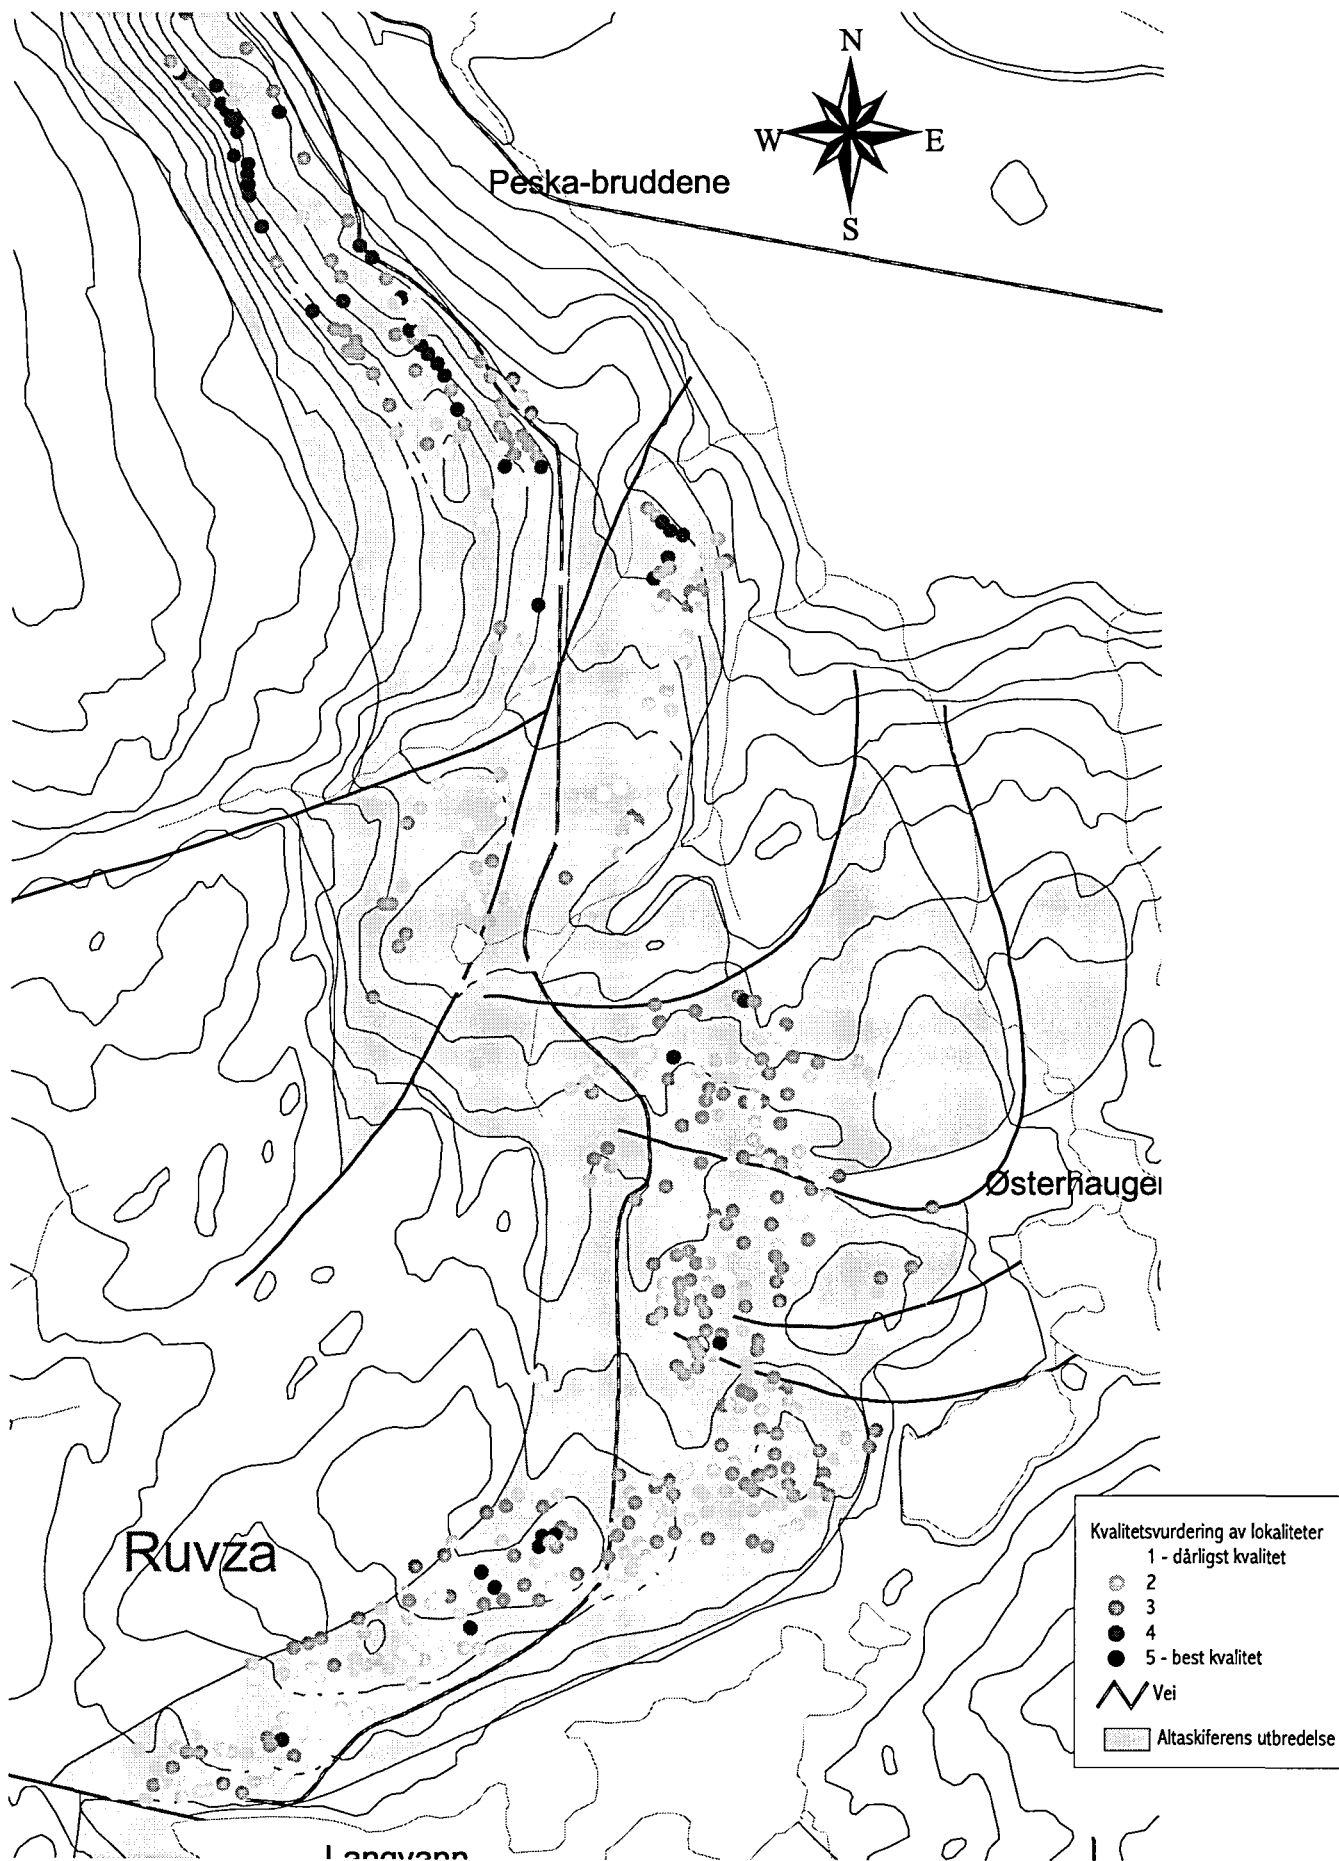 N
W E
S
Peska-bruddene
Østerhauge
Ruvza
Kvalitetsvurdering av lokaliteter
1 - dårligst kvalitet
2
3
4
5 - best kvalitet
Vei
Altaskiferens utbredelse
Langvann